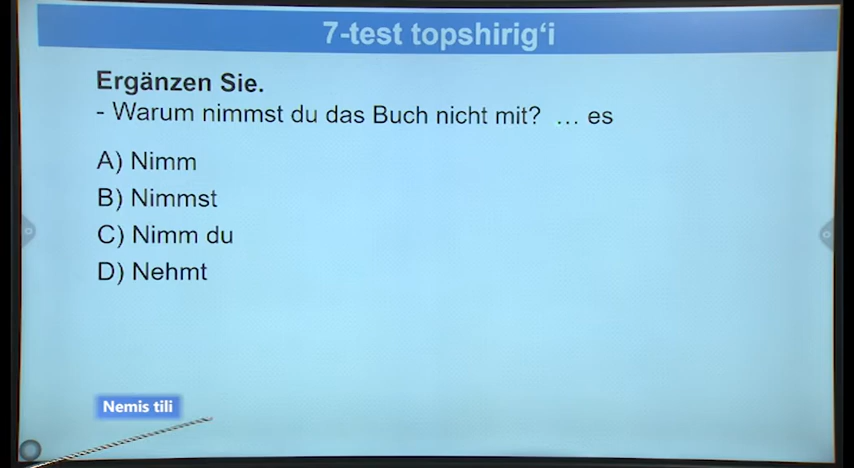 7-test topshirig‘i
Ergänzen Sie.
- Warum nimmst du das Buch nicht mit? … es
A) Nimm
B) Nimmst
C) Nimm du
D) Nehmt
Nemis tili